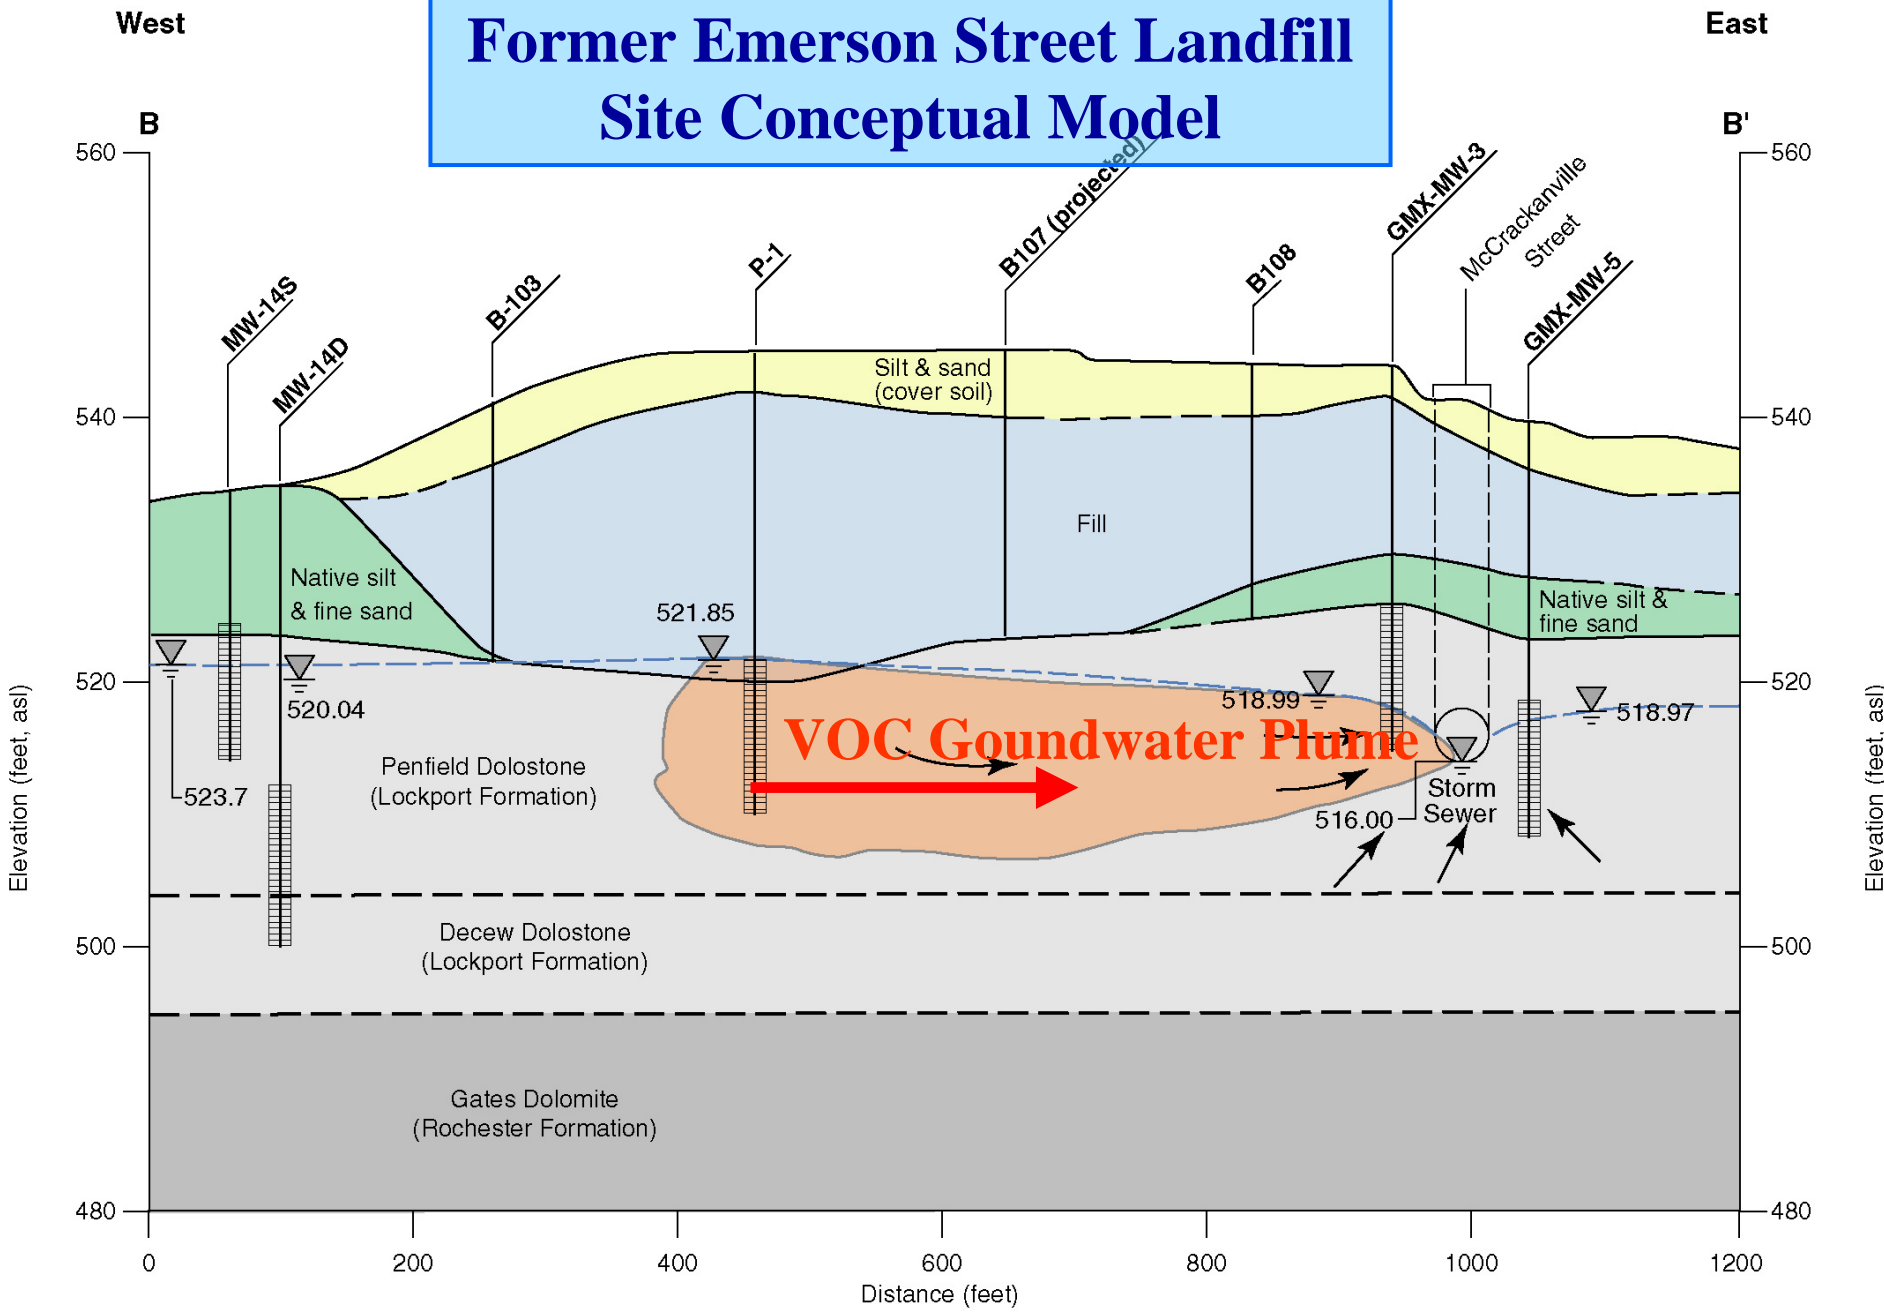 West
East
Former Emerson Street Landfill
Site Conceptual Model
B
B'
560
560
B107 (projected)
GMX-MW-3
McCrackanville
Street
P-1
B108
GMX-MW-5
MW-14S
B-103
MW-14D
Silt & sand
(cover soil)
540
540
Fill
Native silt
& fine sand
521.85
Native silt &
fine sand
520
520
520.04
518.99
518.97
VOC Goundwater Plume
Penfield Dolostone
(Lockport Formation)
523.7
Storm
Sewer
516.00
Elevation (feet, asl)
Elevation (feet, asl)
Decew Dolostone
(Lockport Formation)
500
500
Gates Dolomite
(Rochester Formation)
480
480
0
200
400
600
800
1000
1200
Distance (feet)